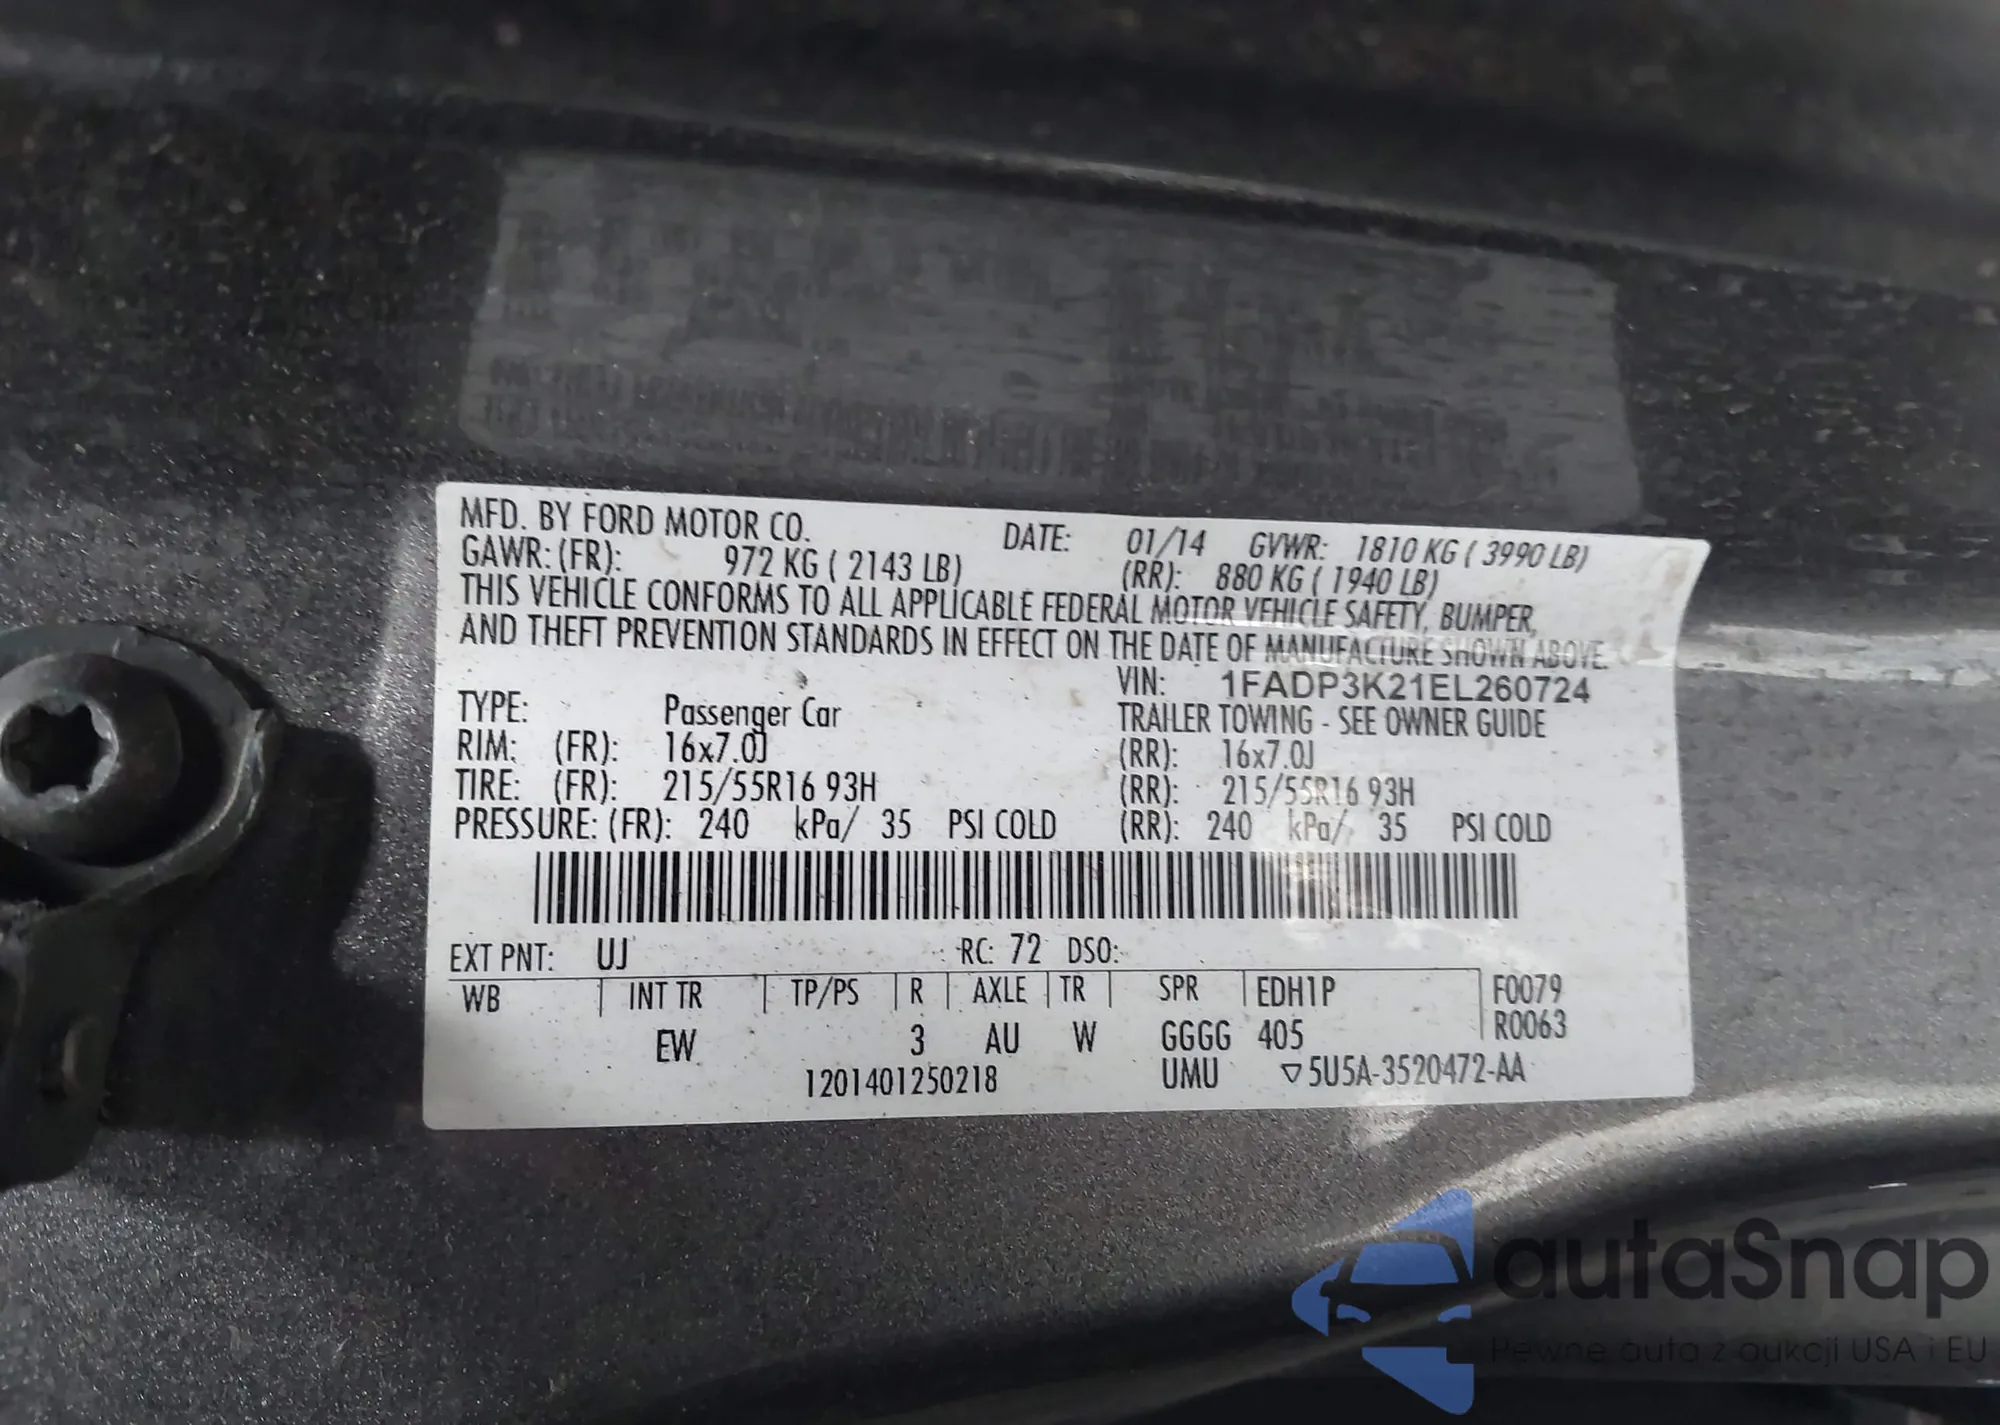 MFD. BY FORD MOTOR CO. DATE: 01/14 GVWR: 1810 KG ( 3990 LB)
GAWR: (FR): 972 KG ( 2143 LB) (RR): 880 KG ( 1940 LB)
THIS VEHICLE CONFORMS TO ALL APPLICABLE FEDERAL MOTOR VEHICLE SAFETY, BUMPER,
AND THEFT PREVENTION STANDARDS IN EFFECT ON THE DATE OF MANUFACTURE SHOWN ABOVE.
VIN: 1FADP3K21EL260724
TYPE: Passenger Car TRAILER TOWING - SEE OWNER GUIDE
RIM: (FR): 16x7.0J (RR): 16x7.0J
TIRE: (FR): 215/55R16 93H (RR): 215/55R16 93H
PRESSURE: (FR): 240 kPa/ 35 PSI COLD (RR): 240 kPa/ 35 PSI COLD
EXT PNT: UJ RC: 72 DSO:
WB INT TR TP/PS R AXLE TR SPR EDH1P F0079
EW 3 AU W GGGG 405 R0063
1201401250218 UMU ▽5U5A-3520472-AA
autaSnap
Pewne auta z aukcji USA i EU